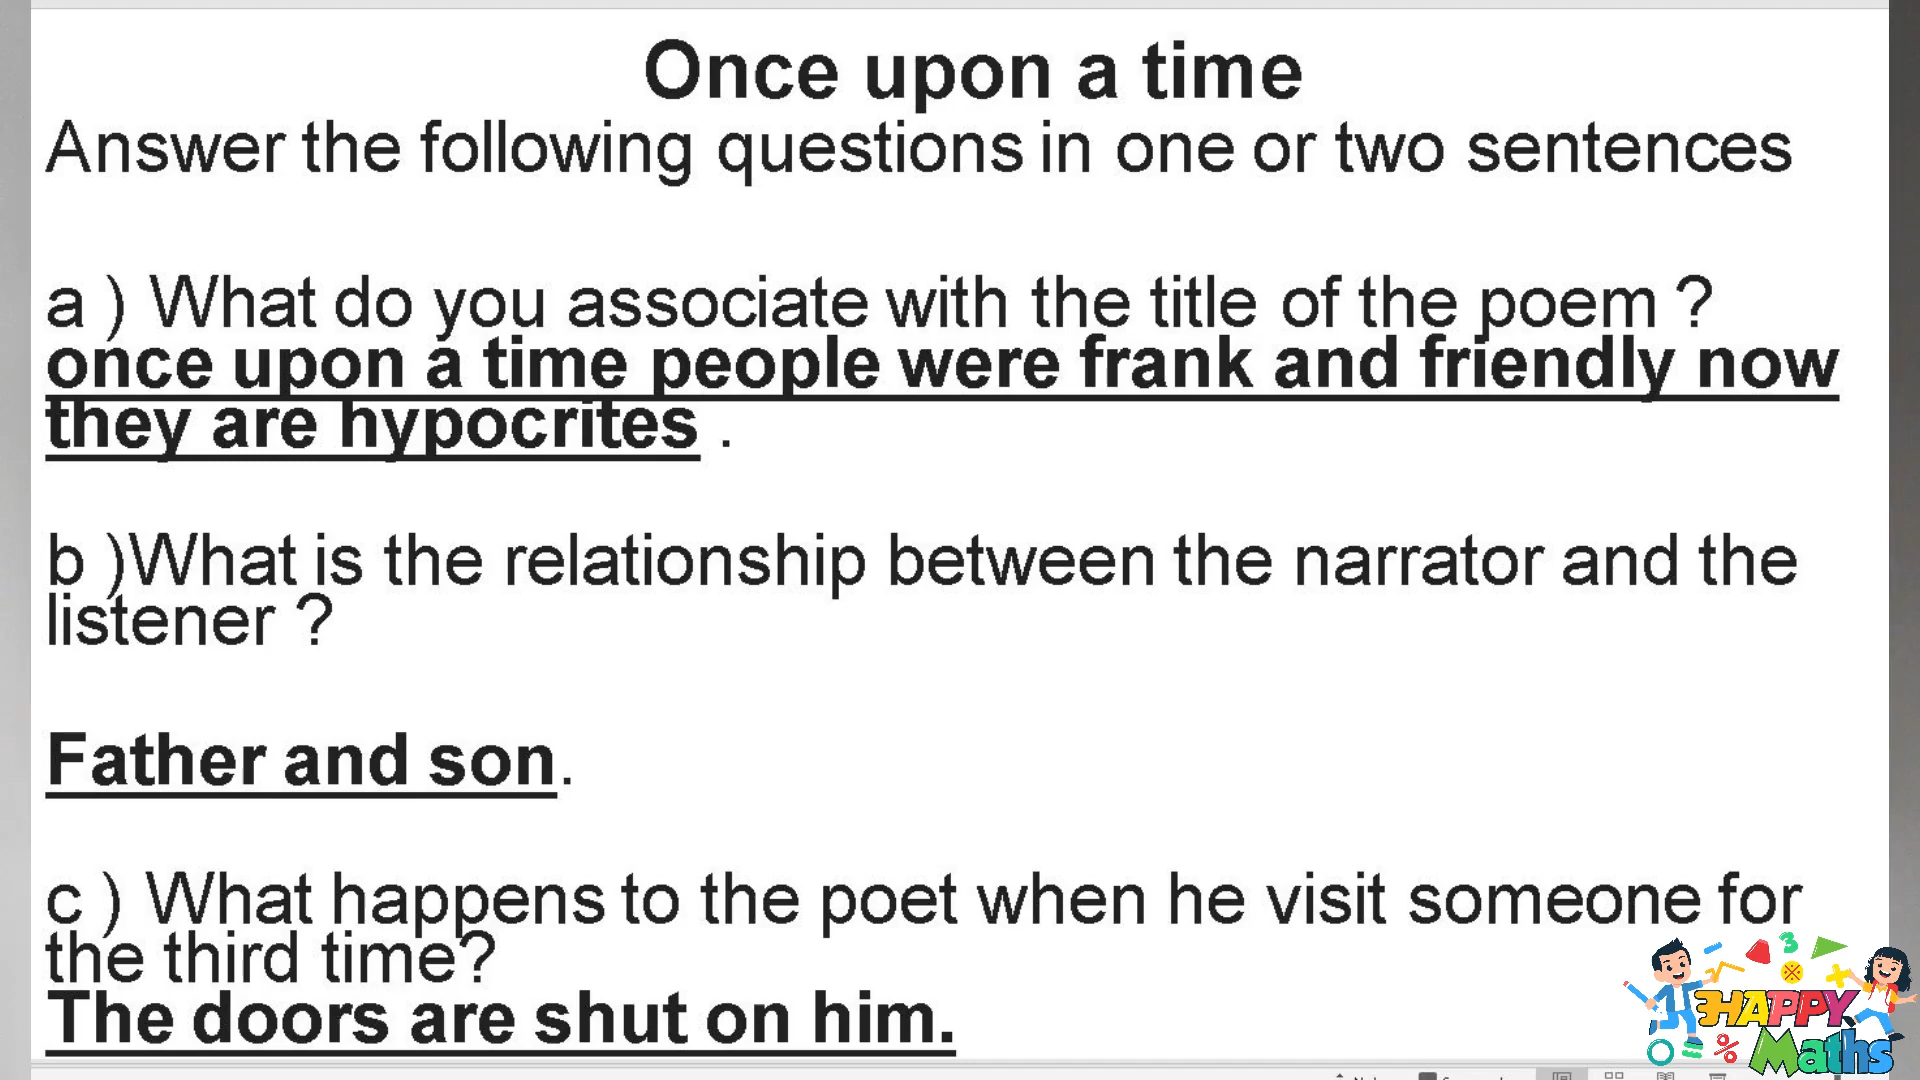 Once upon a time
Answer the following questions in one or two sentences
a ) What do you associate with the title of the poem ?
once upon a time people were frank and friendly now
they are hypocrites .
b )What is the relationship between the narrator and the
listener ?
Father and son.
c ) What happens to the poet when he visit someone for
the third time?
The doors are shut on him.
HAPPY
Maths